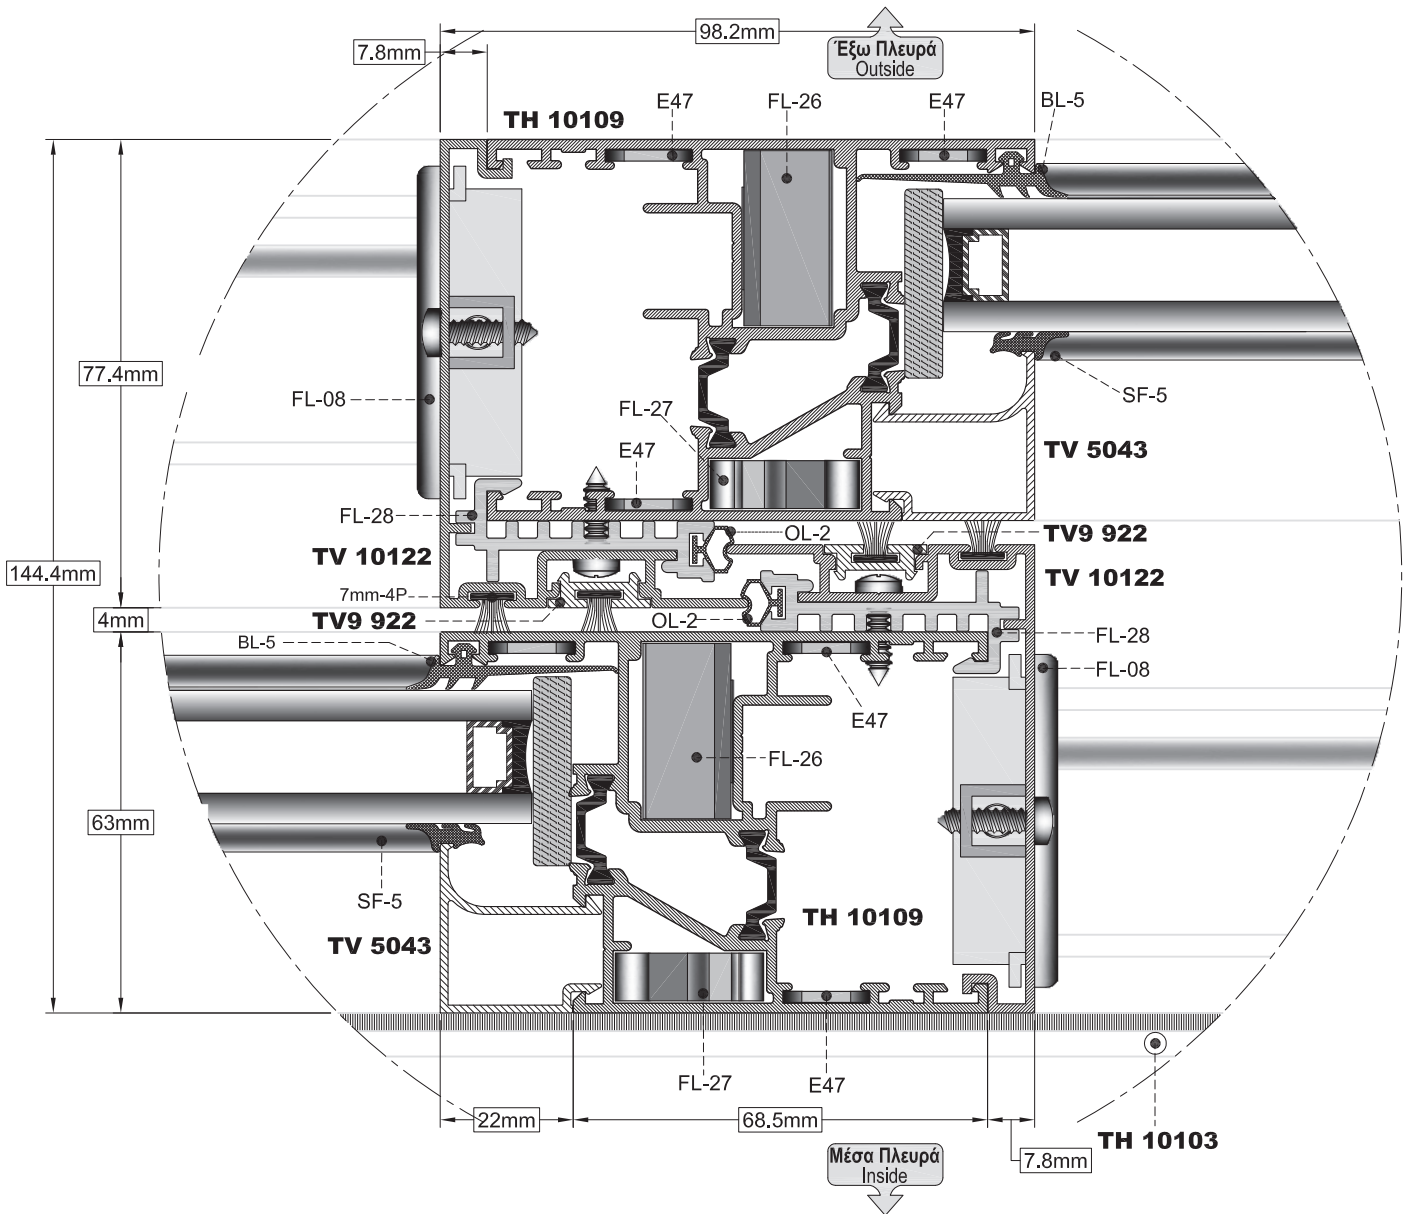 98.2mm
Έξω Πλευρά
Outside
7.8mm
TH 10109
E47
FL-26
E47
BL-5
77.4mm
FL-08
FL-27
SF-5
E47
TV 5043
FL-28
OL-2
TV9 922
TV 10122
TV 10122
144.4mm
7mm-4P
4mm
TV9 922
OL-2
FL-28
BL-5
FL-08
E47
FL-26
63mm
SF-5
TH 10109
TV 5043
FL-27
E47
22mm
68.5mm
TH 10103
7.8mm
Μέσα Πλευρά
Inside